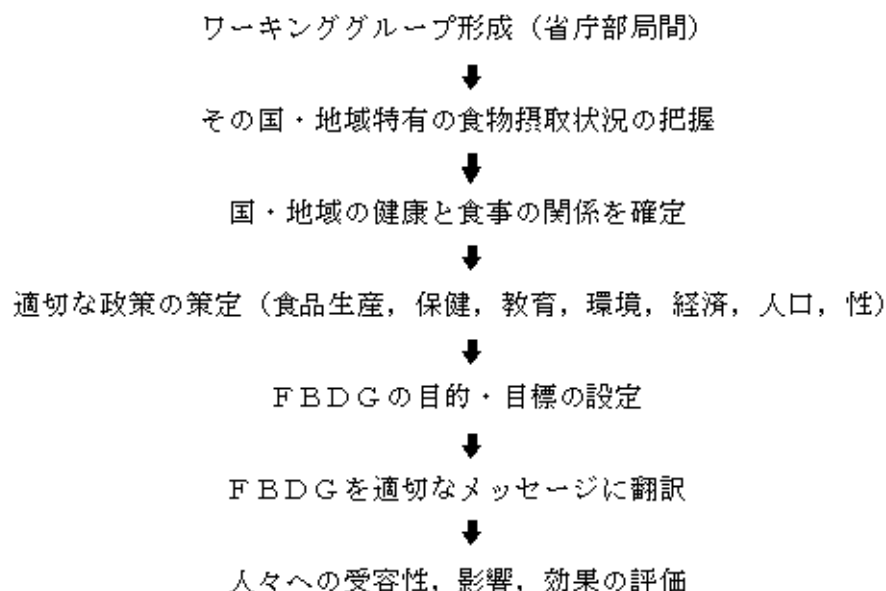 ワーキンググループ形成（省庁部局間）
その国・地域特有の食物摂取状況の把握
国・地域の健康と食事の関係を確定
適切な政策の策定（食品生産，保健，教育，環境，経済，人口，性）
ＦＢＤＧの目的・目標の設定
ＦＢＤＧを適切なメッセージに翻訳
人々への受容性，影響，効果の評価